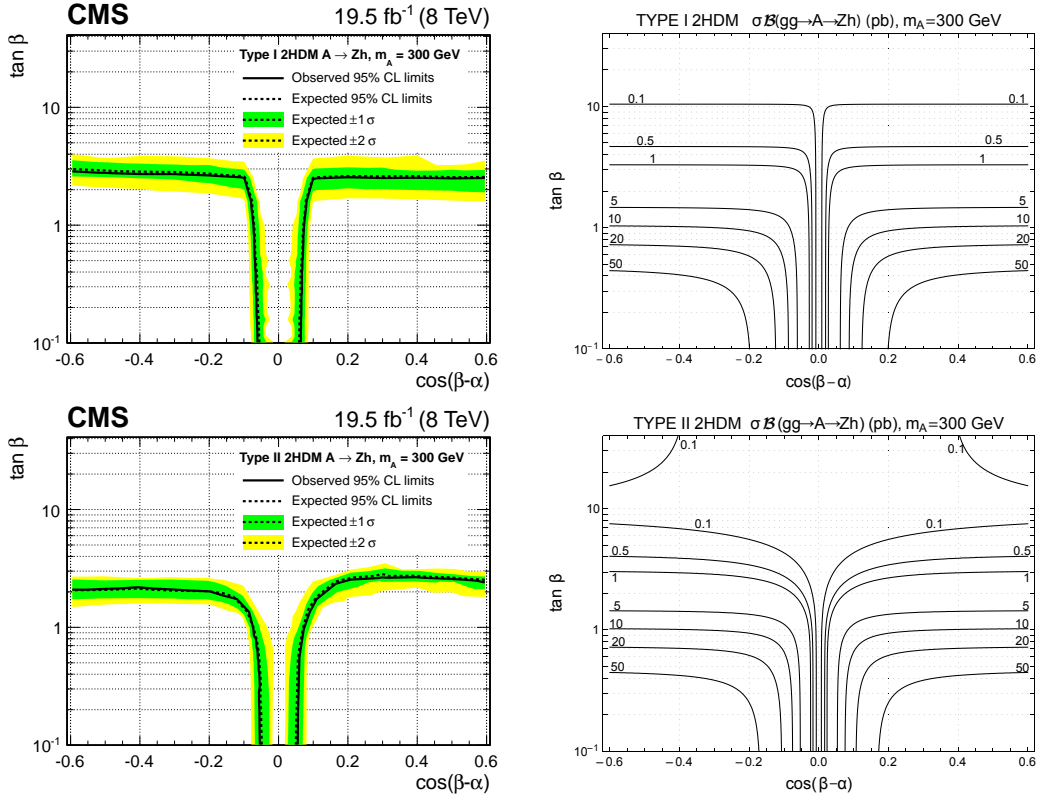 CMS 19.5 fb⁻¹ (8 TeV)
tan β
Type I 2HDM A → Zh, m_A = 300 GeV
Observed 95% CL limits
Expected 95% CL limits
Expected ±1 σ
Expected ±2 σ
10
1
10⁻¹
-0.6 -0.4 -0.2 0 0.2 0.4 0.6
cos(β-α)
TYPE I 2HDM σB(gg→A→Zh) (pb), m_A=300 GeV
tan β
10
1
10⁻¹
0.1 0.1
0.5 0.5
1 1
5 5
10 10
20 20
50 50
−0.6 −0.4 −0.2 0.0 0.2 0.4 0.6
cos(β−α)
CMS 19.5 fb⁻¹ (8 TeV)
tan β
Type II 2HDM A → Zh, m_A = 300 GeV
Observed 95% CL limits
Expected 95% CL limits
Expected ±1 σ
Expected ±2 σ
10
1
10⁻¹
-0.6 -0.4 -0.2 0 0.2 0.4 0.6
cos(β-α)
TYPE II 2HDM σB(gg→A→Zh) (pb), m_A=300 GeV
tan β
10
1
10⁻¹
0.1 0.1
0.1 0.1
0.5 0.5
1 1
5 5
10 10
20 20
50 50
−0.6 −0.4 −0.2 0.0 0.2 0.4 0.6
cos(β−α)